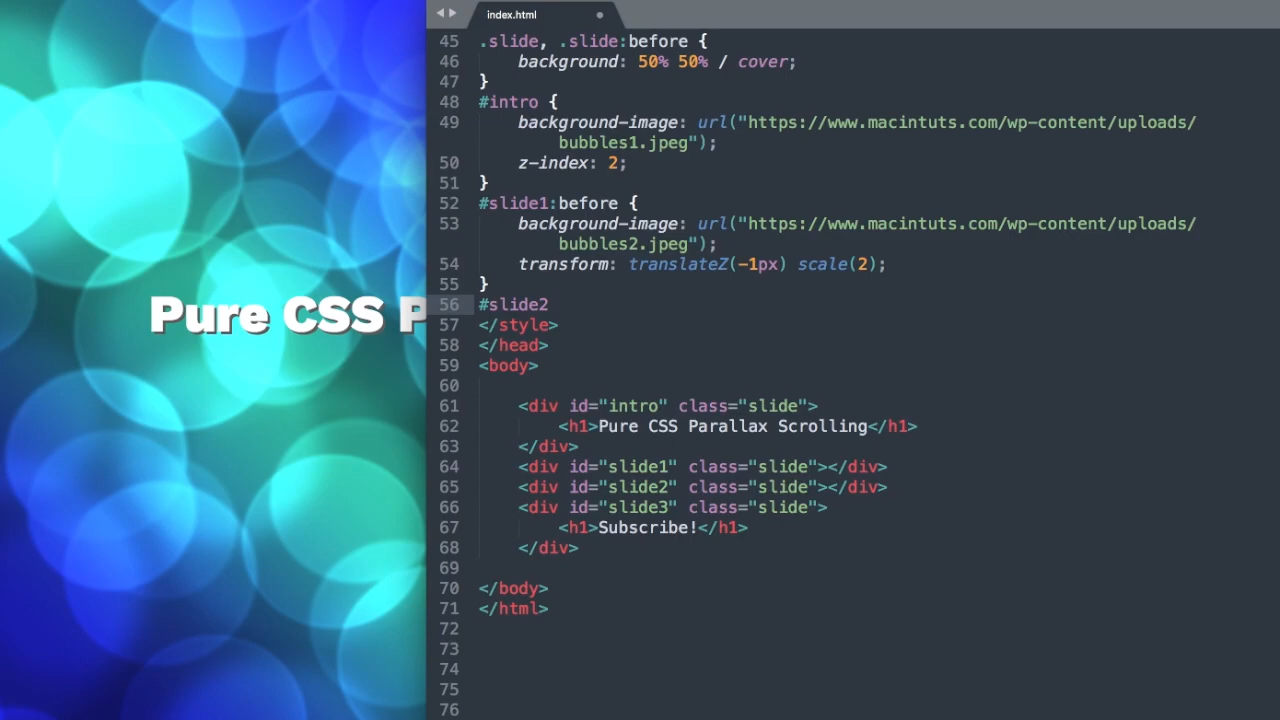 index.html
Pure CSS P
45 .slide, .slide:before {
46 background: 50% 50% / cover;
47 }
48 #intro {
49 background-image: url("https://www.macintuts.com/wp-content/uploads/
bubbles1.jpeg");
50 z-index: 2;
51 }
52 #slide1:before {
53 background-image: url("https://www.macintuts.com/wp-content/uploads/
bubbles2.jpeg");
54 transform: translateZ(-1px) scale(2);
55 }
56 #slide2
57 </style>
58 </head>
59 <body>
60
61 <div id="intro" class="slide">
62 <h1>Pure CSS Parallax Scrolling</h1>
63 </div>
64 <div id="slide1" class="slide"></div>
65 <div id="slide2" class="slide"></div>
66 <div id="slide3" class="slide">
67 <h1>Subscribe!</h1>
68 </div>
69
70 </body>
71 </html>
72
73
74
75
76